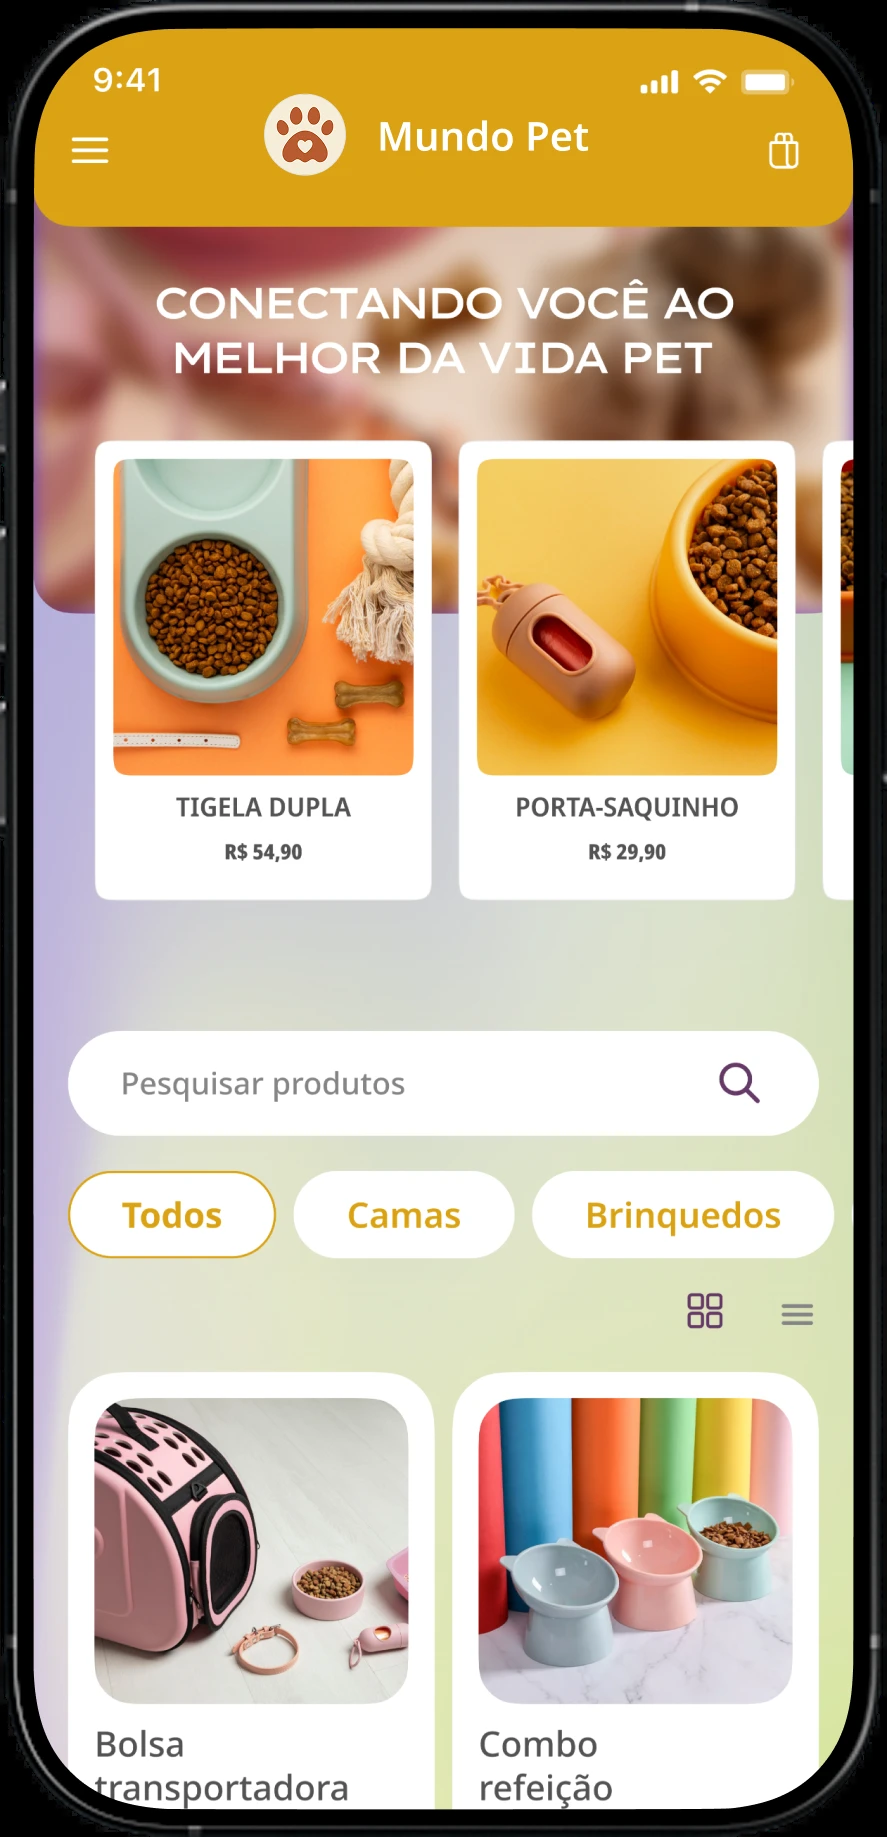 9:41
Mundo Pet
CONECTANDO VOCÊ AO
MELHOR DA VIDA PET
TIGELA DUPLA
R$ 54,90
PORTA-SAQUINHO
R$ 29,90
Pesquisar produtos
Todos
Camas
Brinquedos
Bolsa
transportadora
Combo
refeição